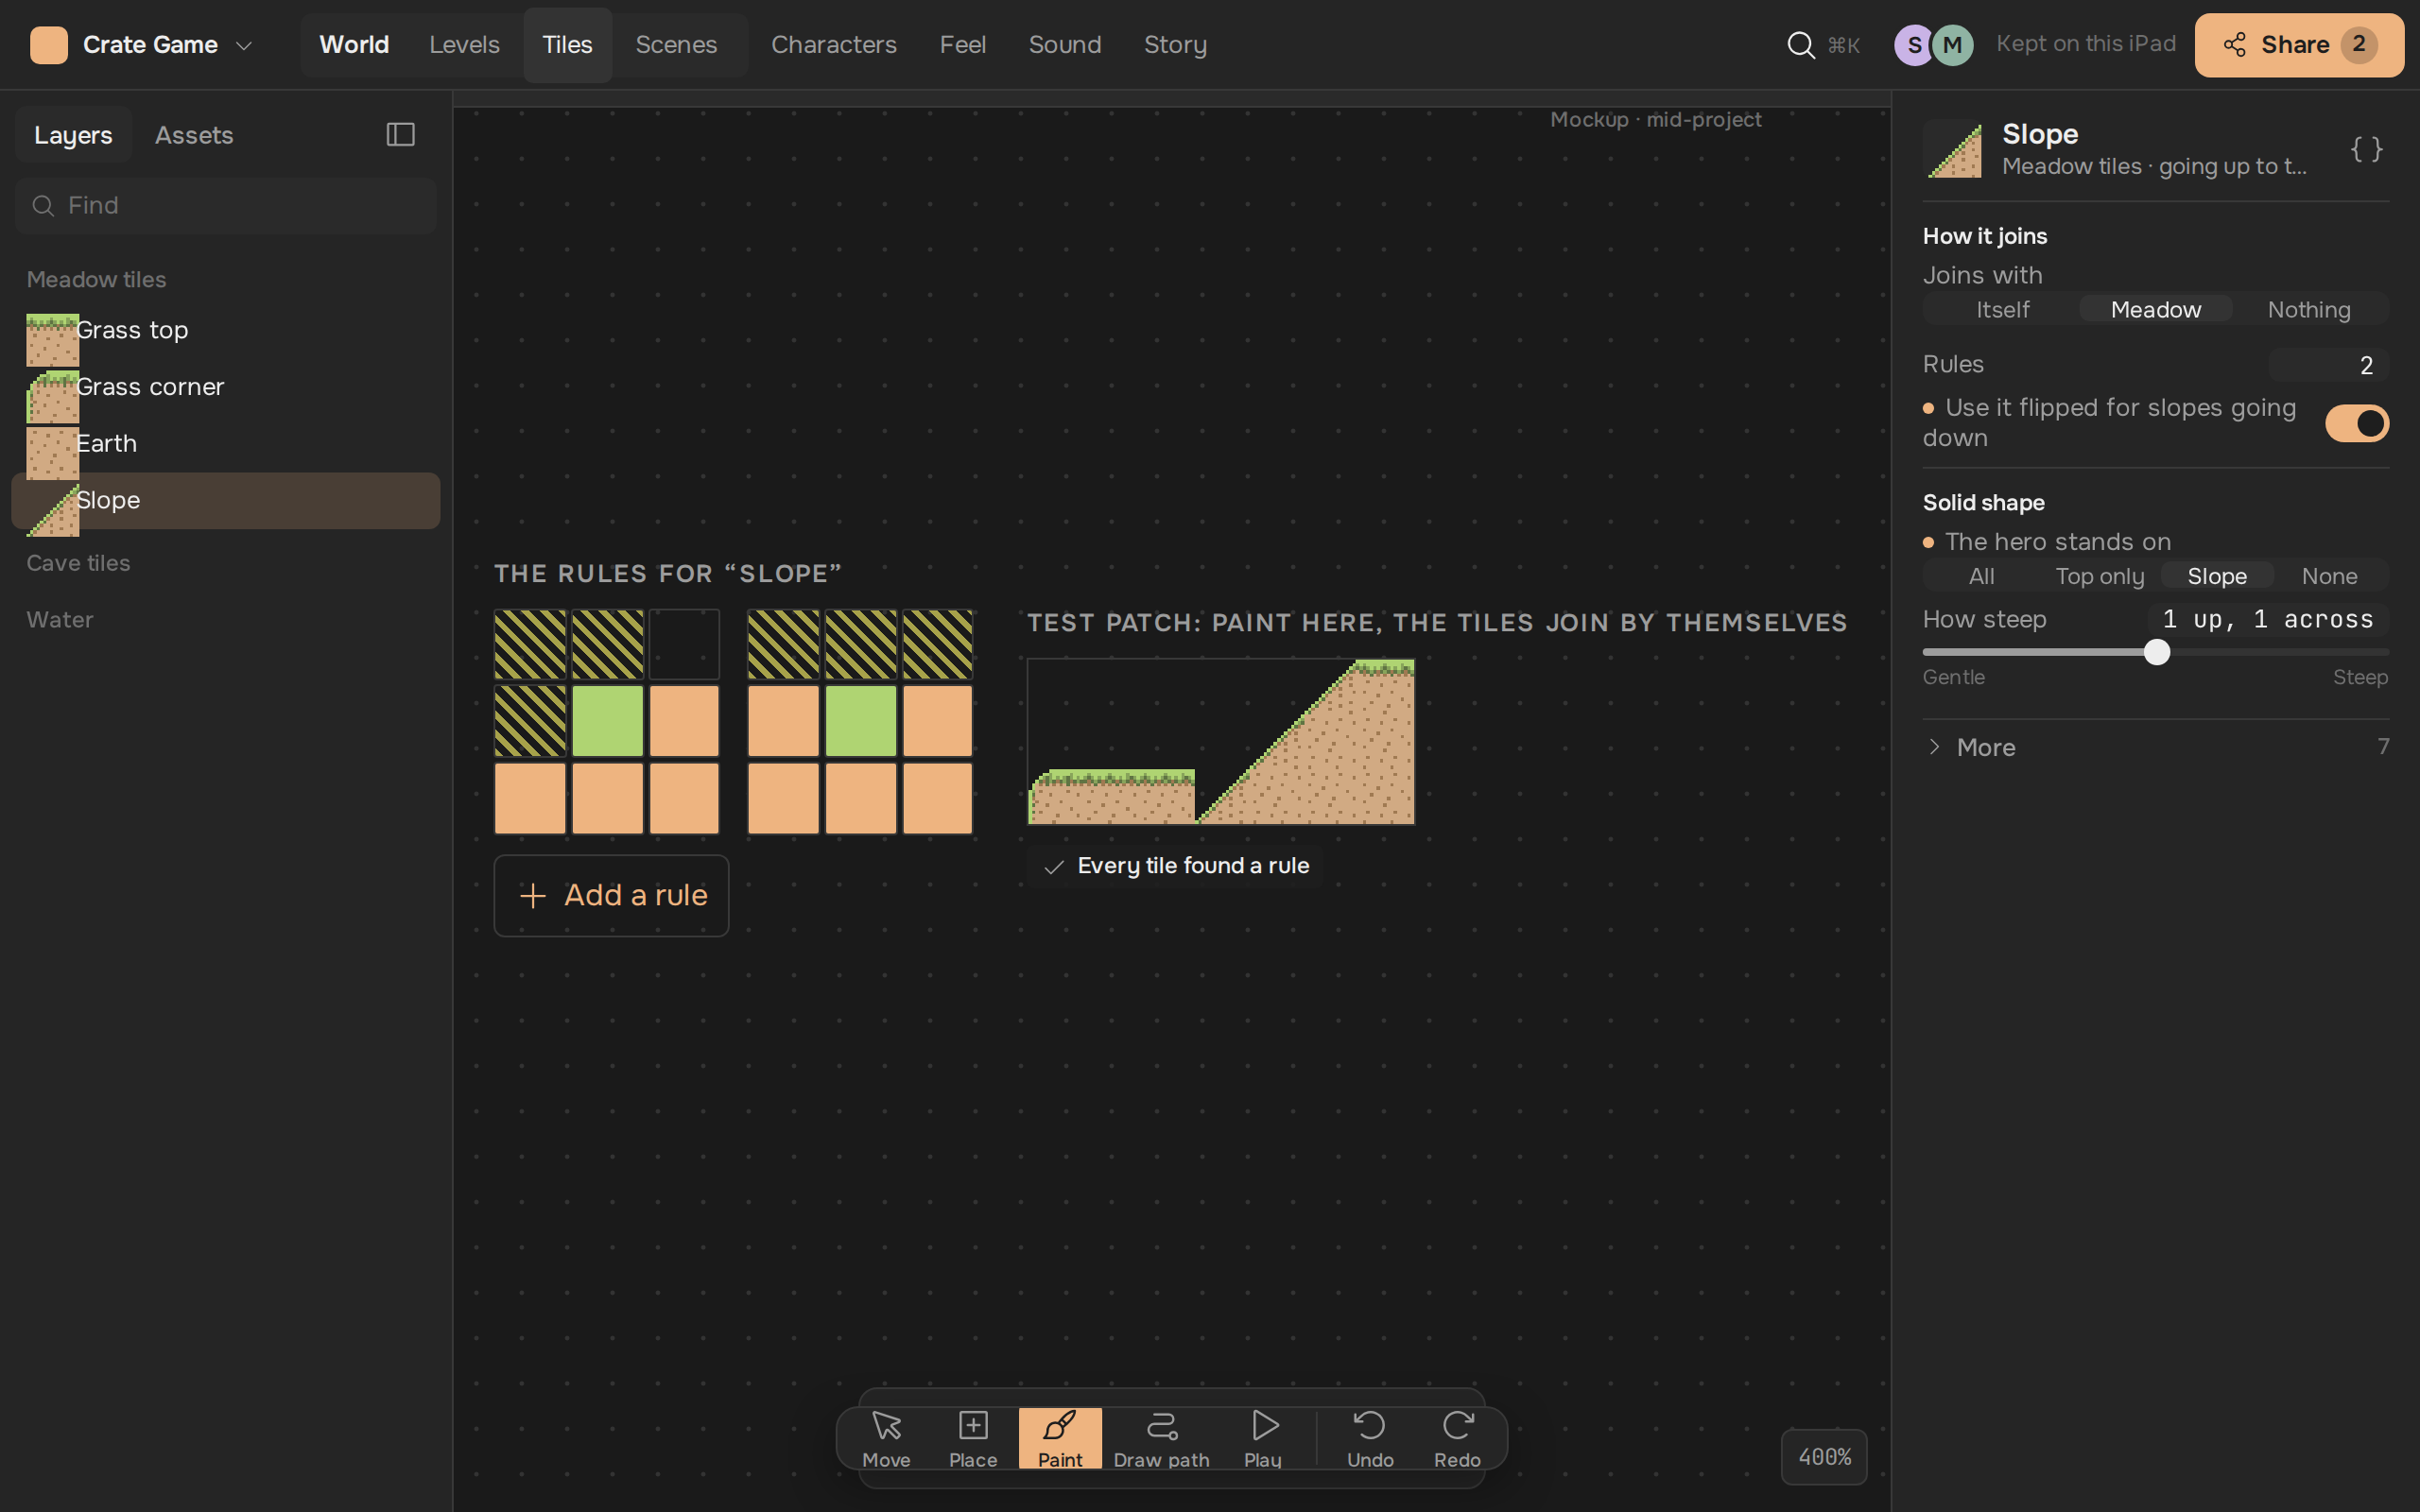 Crate Game
World
Levels
Tiles
Scenes
Characters
Feel
Sound
Story
⌘K
S
M
Kept on this iPad
Share
2
Layers
Assets
Find
Meadow tiles
Grass top
Grass corner
Earth
Slope
Cave tiles
Water
Mockup · mid-project
THE RULES FOR “SLOPE”
TEST PATCH: PAINT HERE, THE TILES JOIN BY THEMSELVES
Add a rule
Every tile found a rule
Move
Place
Paint
Draw path
Play
Undo
Redo
400%
Slope
Meadow tiles · going up to t...
{ }
How it joins
Joins with
Itself
Meadow
Nothing
Rules
2
Use it flipped for slopes going
down
Solid shape
The hero stands on
All
Top only
Slope
None
How steep
1 up, 1 across
Gentle
Steep
More
7